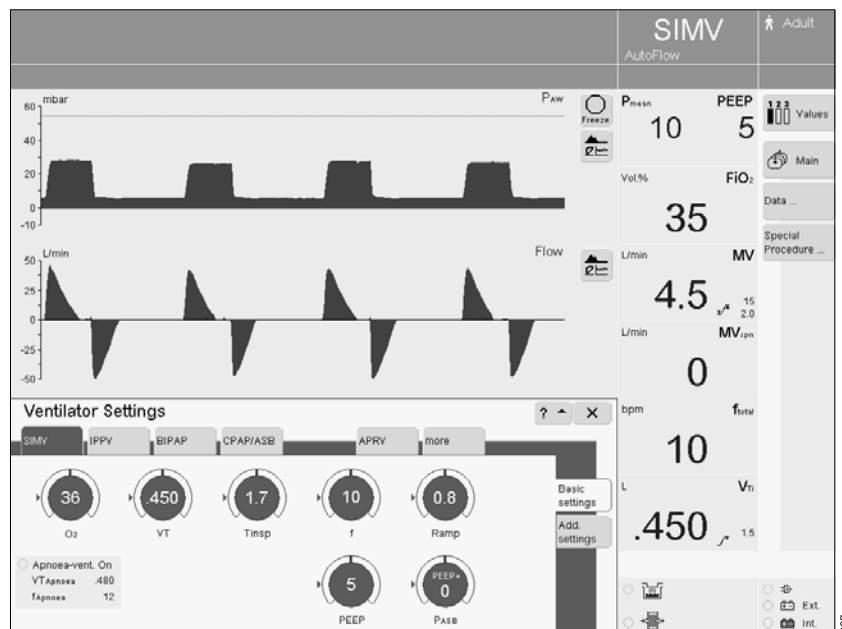 SIMV
AutoFlow
Adult
mbar
PAW
60
40
20
0
-10
Freeze
L/min
Flow
50
25
0
-25
-50
Pmean PEEP
10 5
Vol.% FiO2
35
L/min MV
4.5 15
2.0
L/min MVspn
0
bpm ftotal
10
L VTi
.450 1.5
1 2 3
Values
Main
Data ...
Special
Procedure ...
Ext.
Int.
Ventilator Settings
? X
SIMV IPPV BIPAP CPAP/ASB APRV more
36 .450 1.7 10 0.8
O2 VT Tinsp f Ramp
Basic
settings
Add.
settings
Apnoea-vent. On
VTApnoea .480
fApnoea 12
5 PEEP+
0
PEEP PASB